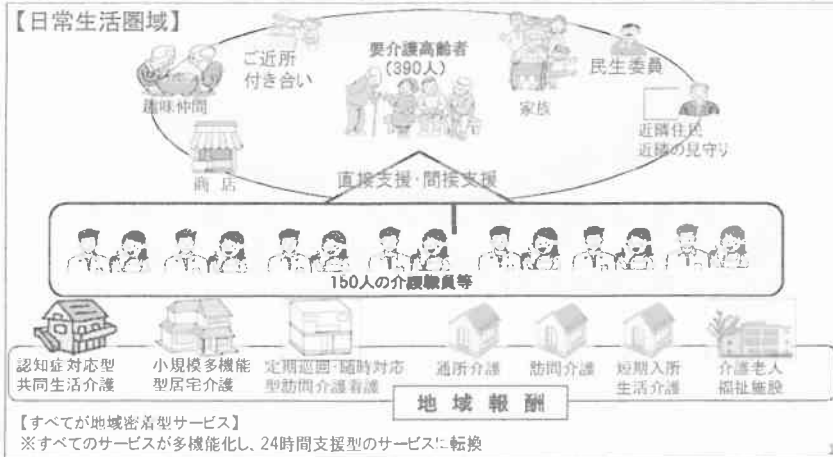 【日常生活圏域】
ご近所
付き合い
要介護高齢者
(390人)
民生委員
趣味仲間
家族
近隣住民
近隣の見守り
商店
直接支援・間接支援
150人の介護職員等
認知症対応型
共同生活介護
小規模多機能
型居宅介護
定期巡回・随時対応
型訪問介護看護
通所介護
訪問介護
短期入所
生活介護
介護老人
福祉施設
地域報酬
【すべてが地域密着型サービス】
※すべてのサービスが多機能化し、24時間支援型のサービスに転換